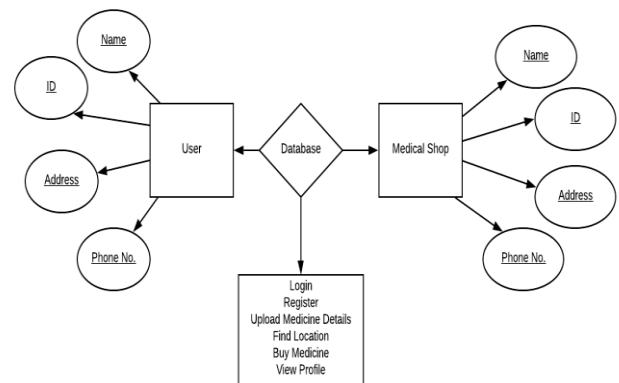 Name
ID
Address
Phone No.
User
Database
Medical Shop
Name
ID
Address
Phone No.
Login
Register
Upload Medicine Details
Find Location
Buy Medicine
View Profile